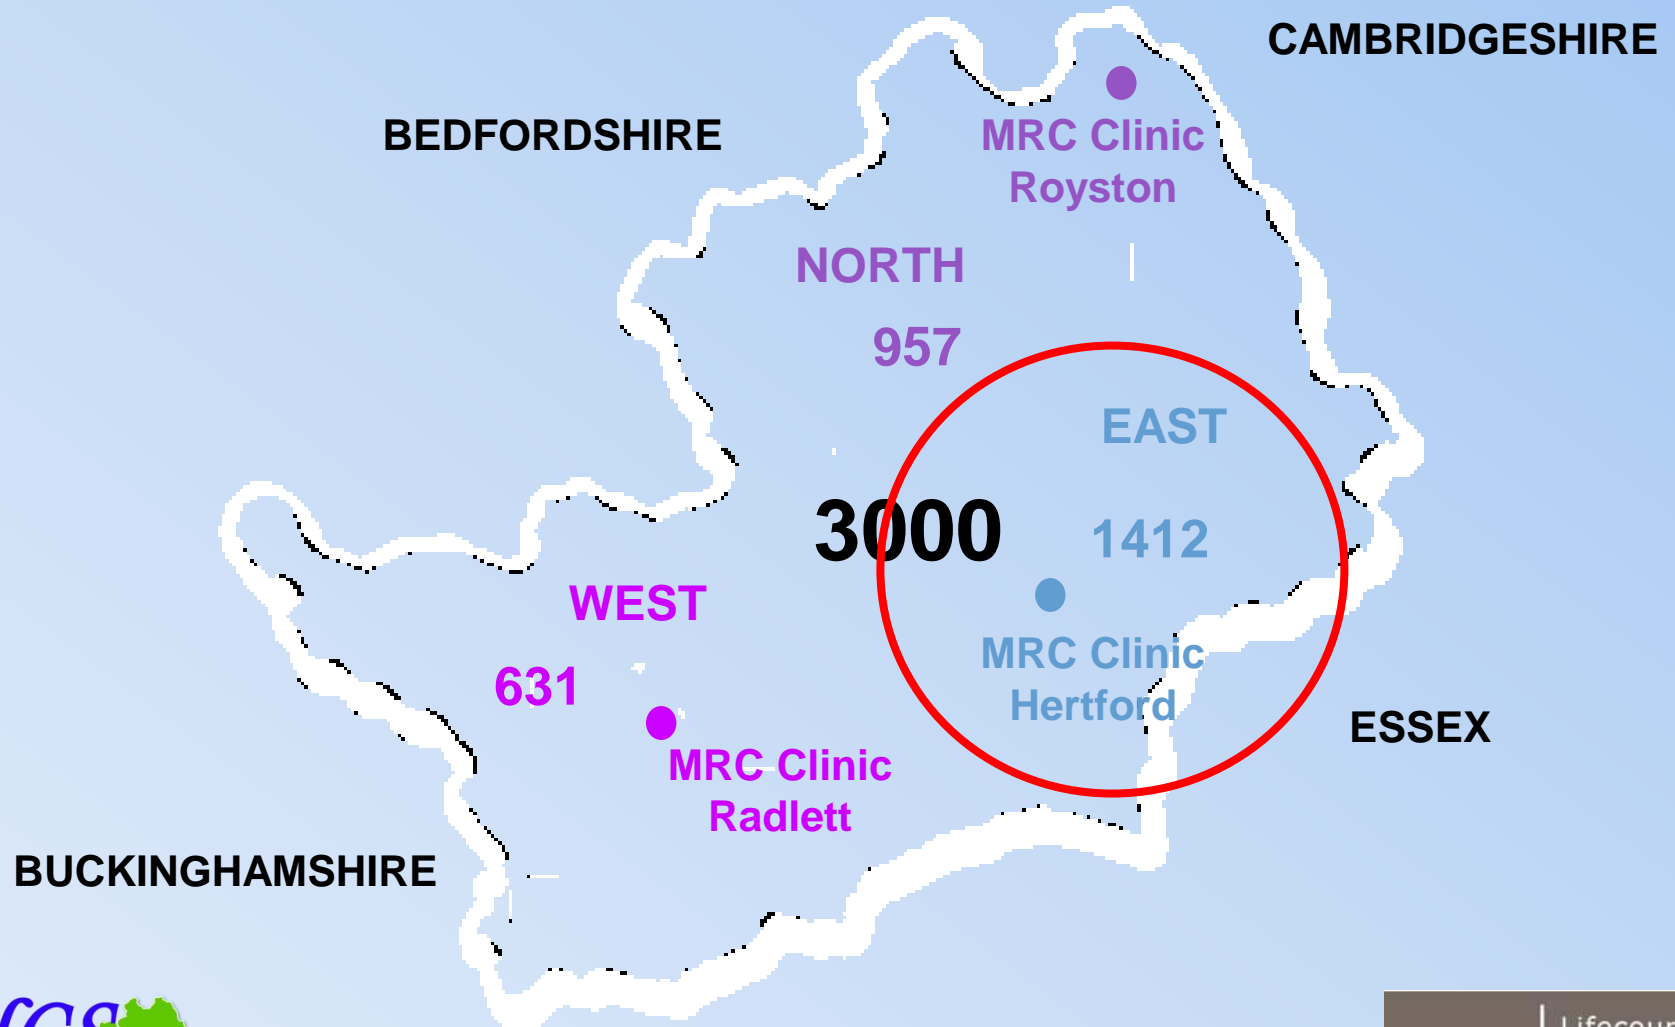 CAMBRIDGESHIRE
BEDFORDSHIRE
MRC Clinic
Royston
NORTH
957
EAST
3000
1412
WEST
631
MRC Clinic
Hertford
MRC Clinic
Radlett
ESSEX
BUCKINGHAMSHIRE